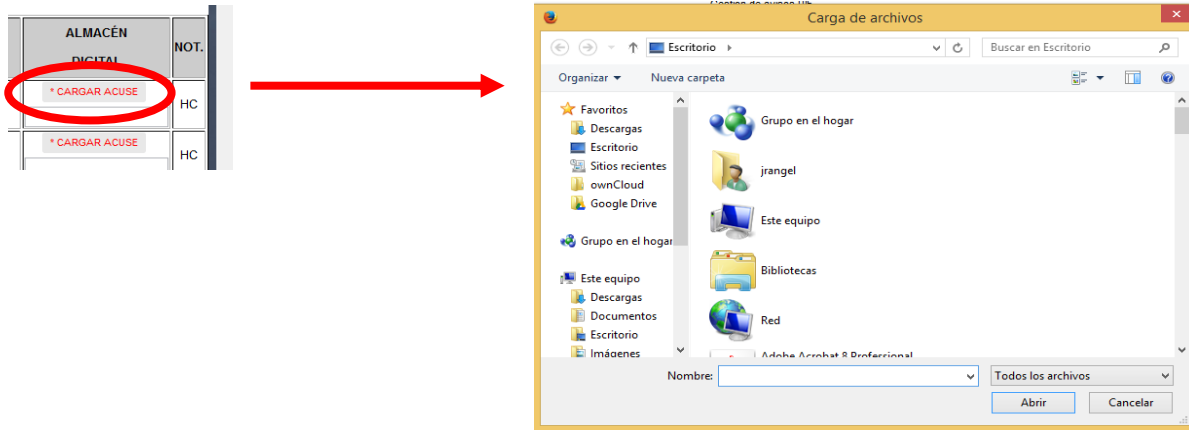 ALMACÉN
DIGITAL
NOT.
* CARGAR ACUSE
HC
* CARGAR ACUSE
HC
Carga de archivos
Escritorio
Buscar en Escritorio
Organizar
Nueva carpeta
Favoritos
Descargas
Escritorio
Sitios recientes
ownCloud
Google Drive
Grupo en el hogar
Este equipo
Descargas
Documentos
Escritorio
Imágenes
Grupo en el hogar
jrangel
Este equipo
Bibliotecas
Red
Adobe Acrobat 8 Professional
Nombre:
Todos los archivos
Abrir
Cancelar